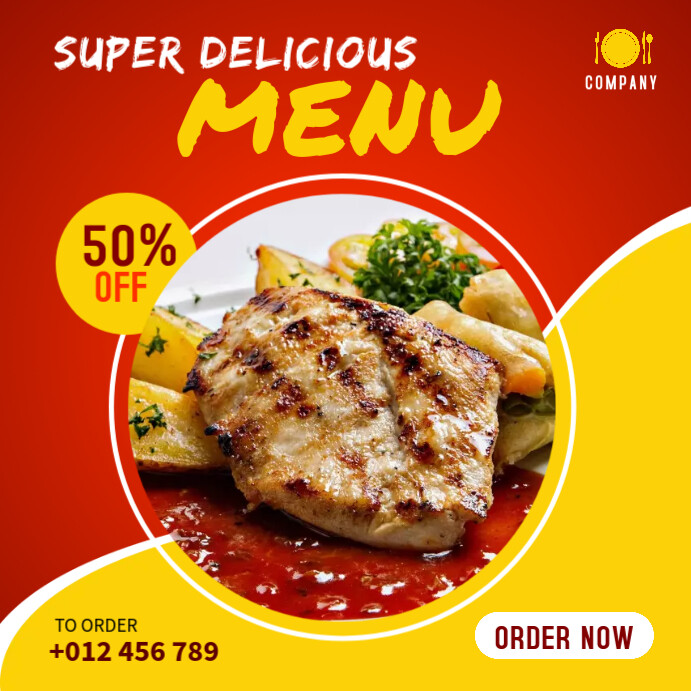 SUPER DELICIOUS
MENU
COMPANY
50%
OFF
TO ORDER
+012 456 789
ORDER NOW